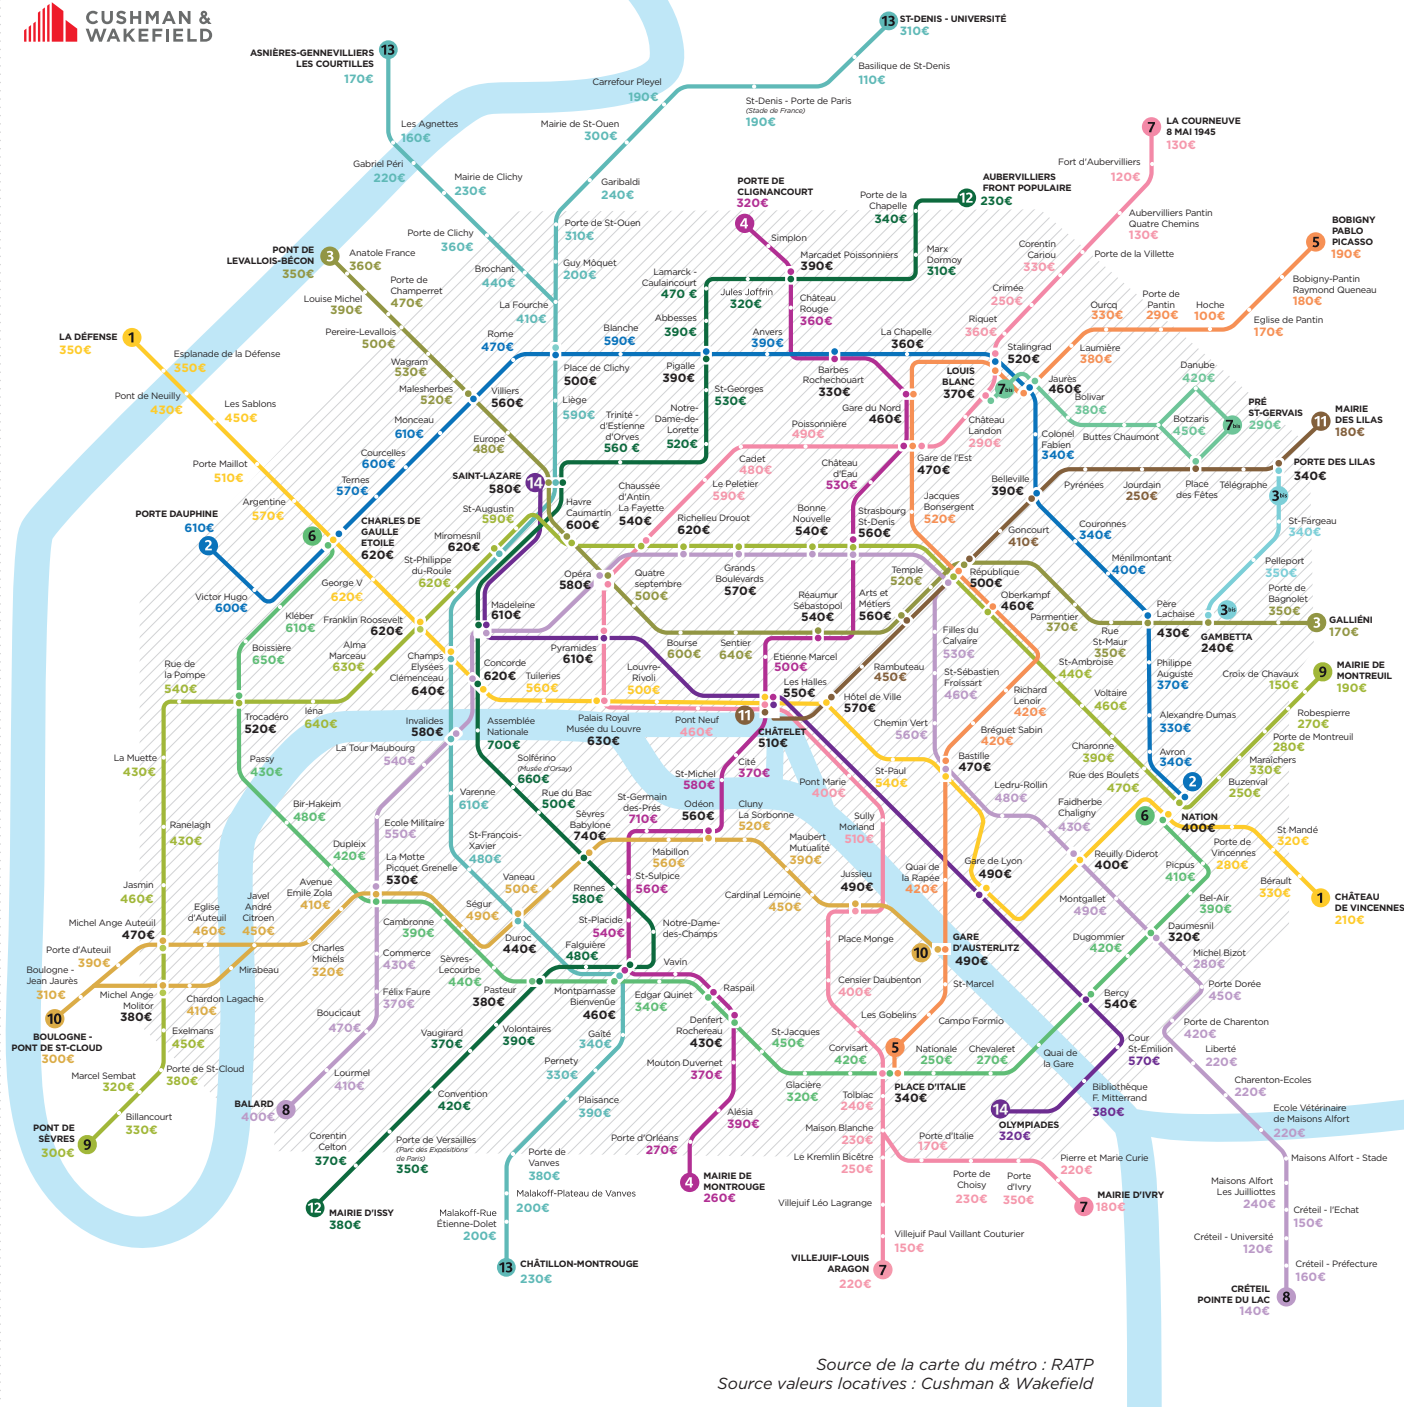 CUSHMAN &
WAKEFIELD
13
ASNIÈRES-GENNEVILLIERS
LES COURTILLES
170€
Les Agnettes
160€
Gabriel Péri
220€
Mairie de Clichy
230€
Porte de Clichy
360€
Brochant
440€
La Fourche
410€
13
ST-DENIS - UNIVERSITÉ
310€
Basilique de St-Denis
110€
St-Denis - Porte de Paris
(Stade de France)
190€
Carrefour Pleyel
190€
Mairie de St-Ouen
300€
Garibaldi
240€
Porte de St-Ouen
310€
Guy Môquet
200€
7
LA COURNEUVE
8 MAI 1945
130€
Fort d'Aubervilliers
120€
Aubervilliers Pantin
Quatre Chemins
130€
Porte de la Villette
Corentin
Cariou
330€
Crimée
250€
Riquet
360€
AUBERVILLIERS
FRONT POPULAIRE
12
230€
Porte de la
Chapelle
340€
Marx
Dormoy
310€
PORTE DE
CLIGNANCOURT
320€
4
Simplon
Marcadet Poissonniers
390€
Château
Rouge
360€
Jules Joffrin
320€
Lamarck -
Caulaincourt
470 €
Abbesses
390€
BOBIGNY
PABLO
PICASSO
5
190€
Bobigny-Pantin
Raymond Queneau
180€
Eglise de Pantin
170€
Hoche
100€
Porte de
Pantin
290€
Ourcq
330€
Laumière
380€
PONT DE
LEVALLOIS-BÉCON
3
350€
Anatole France
360€
Louise Michel
390€
Porte de
Champerret
470€
Pereire-Levallois
500€
Wagram
530€
Malesherbes
520€
LA DÉFENSE
1
350€
Esplanade de la Défense
350€
Pont de Neuilly
430€
Les Sablons
450€
Porte Maillot
510€
Argentine
570€
Rome
470€
Blanche
590€
Place de Clichy
500€
Pigalle
390€
Anvers
390€
Barbes
Rochechouart
330€
La Chapelle
360€
Stalingrad
520€
Jaurès
460€
LOUIS
BLANC
370€
7bis
Château
Landon
290€
Bolivar
380€
Buttes Chaumont
Danube
420€
Botzaris
450€
7bis
PRÉ
ST-GERVAIS
290€
11
MAIRIE
DES LILAS
180€
PORTE DES LILAS
340€
3bis
St-Fargeau
340€
Pelleport
350€
3bis
GAMBETTA
240€
Télégraphe
Place
des Fêtes
Jourdain
250€
Pyrénées
Belleville
390€
Colonel
Fabien
340€
Couronnes
340€
Ménilmontant
400€
Goncourt
410€
Villiers
560€
Monceau
610€
Courcelles
600€
Ternes
570€
PORTE DAUPHINE
610€
2
Victor Hugo
600€
6
CHARLES DE
GAULLE
ETOILE
620€
Europe
480€
SAINT-LAZARE
580€
14
Liège
590€
Trinité -
d'Estienne
d'Orves
560 €
Notre-
Dame-de-
Lorette
520€
St-Georges
530€
Poissonnière
490€
Cadet
480€
Le Peletier
590€
Chaussée
d'Antin
La Fayette
540€
Havre
Caumartin
600€
Gare du Nord
460€
Gare de l'Est
470€
Château
d'Eau
530€
Jacques
Bonsergent
520€
Strasbourg
St-Denis
560€
Bonne
Nouvelle
540€
Grands
Boulevards
570€
Richelieu Drouot
620€
St-Augustin
590€
Miromesnil
620€
St-Philippe
du-Roule
620€
George V
620€
Franklin Roosevelt
620€
Opéra
580€
Quatre
septembre
500€
Bourse
600€
Sentier
640€
Réaumur
Sébastopol
540€
Arts et
Métiers
560€
Temple
520€
République
500€
Oberkampf
460€
Parmentier
370€
Rue
St-Maur
350€
Père
Lachaise
430€
Porte de
Bagnolet
350€
3
GALLIÉNI
170€
Kléber
610€
Boissière
650€
Alma
Marceau
630€
Iéna
640€
Trocadéro
520€
Rue de
la Pompe
540€
Passy
430€
La Muette
430€
Ranelagh
430€
Jasmin
460€
Madeleine
610€
Pyramides
610€
Concorde
620€
Tuileries
560€
Champs
Elysées
Clémenceau
640€
Invalides
580€
La Tour Maubourg
540€
Assemblée
Nationale
700€
Palais Royal
Musée du Louvre
630€
Louvre-
Rivoli
500€
Pont Neuf
460€
11
CHÂTELET
510€
Etienne Marcel
500€
Les Halles
550€
Rambuteau
450€
Hôtel de Ville
570€
Filles du
Calvaire
530€
St-Sébastien
Froissart
460€
Chemin Vert
560€
Richard
Lenoir
420€
Bréguet Sabin
420€
Bastille
470€
St-Ambroise
440€
Voltaire
460€
Charonne
390€
Rue des Boulets
470€
Philippe
Auguste
370€
Alexandre Dumas
330€
Avron
340€
2
Croix de Chavaux
150€
9
MAIRIE DE
MONTREUIL
190€
Robespierre
270€
Porte de Montreuil
280€
Maraîchers
330€
Buzenval
250€
6
NATION
400€
Porte de
Vincennes
280€
St Mandé
320€
Bérault
330€
1
CHÂTEAU
DE VINCENNES
210€
Solférino
(Musée d'Orsay)
660€
Rue du Bac
500€
Sèvres
Babylone
740€
St-Germain
des-Prés
710€
St-Michel
580€
Cité
370€
Odéon
560€
Cluny
La Sorbonne
520€
Mabillon
560€
St-Sulpice
560€
Maubert
Mutualité
390€
Cardinal Lemoine
450€
Pont Marie
400€
St-Paul
540€
Sully
Morland
510€
Jussieu
490€
Quai de
la Rapée
420€
Gare de Lyon
490€
Ledru-Rollin
480€
Faidherbe
Chaligny
430€
Reuilly Diderot
400€
Montgallet
490€
Picpus
410€
Bel-Air
390€
Daumesnil
320€
Dugommier
420€
Michel Bizot
280€
Porte Dorée
450€
Porte de Charenton
420€
Liberté
220€
Charenton-Ecoles
220€
Ecole Vétérinaire
de Maisons Alfort
220€
Maisons Alfort - Stade
Maisons Alfort
Les Juilliottes
240€
Créteil - l'Echat
150€
Créteil - Université
120€
Créteil - Préfecture
160€
CRÉTEIL
POINTE DU LAC
8
140€
Bir-Hakeim
480€
Dupleix
420€
Ecole Militaire
550€
La Motte
Picquet Grenelle
530€
Varenne
610€
St-François-
Xavier
480€
Vaneau
500€
Ségur
490€
Duroc
440€
Rennes
580€
St-Placide
540€
Notre-Dame-
des-Champs
Falguière
480€
Vavin
Raspail
Montparnasse
Bienvenüe
460€
Edgar Quinet
340€
Pasteur
380€
Sèvres-
Lecourbe
440€
Cambronne
390€
Commerce
430€
Félix Faure
370€
Boucicaut
470€
Lourmel
410€
BALARD
400€
8
Avenue
Emile Zola
410€
Charles
Michels
320€
Javel
André
Citroen
450€
Eglise
d'Auteuil
460€
Mirabeau
Chardon Lagache
410€
Michel Ange Auteuil
470€
Porte d'Auteuil
390€
Boulogne -
Jean Jaurès
310€
10
BOULOGNE -
PONT DE ST-CLOUD
300€
Michel Ange
Molitor
380€
Exelmans
450€
Porte de St-Cloud
380€
Marcel Sembat
320€
Billancourt
330€
PONT DE
SÈVRES
300€
9
Volontaires
390€
Vaugirard
370€
Convention
420€
Porte de Versailles
(Parc des Expositions
de Paris)
350€
Corentin
Celton
370€
12
MAIRIE D'ISSY
380€
Gaîté
340€
Pernety
330€
Plaisance
390€
Porte de
Vanves
380€
Malakoff-Plateau de Vanves
200€
Malakoff-Rue
Étienne-Dolet
200€
13
CHÂTILLON-MONTROUGE
230€
Denfert
Rochereau
430€
Mouton Duvernet
370€
Alésia
390€
Porte d'Orléans
270€
4
MAIRIE DE
MONTROUGE
260€
St-Jacques
450€
Glacière
320€
Corvisart
420€
Place Monge
Censier Daubenton
400€
Les Gobelins
10
GARE
D'AUSTERLITZ
490€
St-Marcel
Campo Formio
5
PLACE D'ITALIE
340€
Nationale
250€
Chevaleret
270€
Quai de
la Gare
Bercy
540€
Cour
St-Emilion
570€
Bibliothèque
F. Mitterrand
380€
14
OLYMPIADES
320€
Tolbiac
240€
Maison Blanche
230€
Le Kremlin Bicêtre
250€
Villejuif Léo Lagrange
Villejuif Paul Vaillant Couturier
150€
VILLEJUIF-LOUIS
ARAGON
220€
7
Porte d'Italie
170€
Porte de
Choisy
230€
Porte
d'Ivry
350€
Pierre et Marie Curie
220€
7
MAIRIE D'IVRY
180€
Source de la carte du métro : RATP
Source valeurs locatives : Cushman & Wakefield